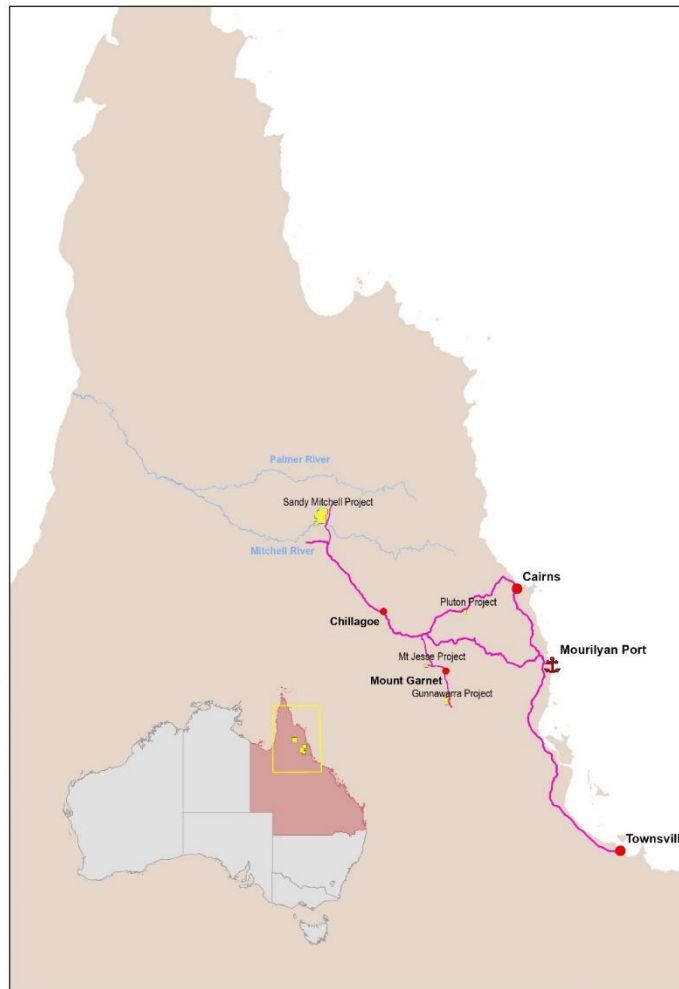 Palmer River
Sandy Mitchell Project
Mitchell River
Cairns
Pluton Project
Chillagoe
Mourilyan Port
Mt Jesse Project
Mount Garnet
Gunnawarra Project
Townsvill